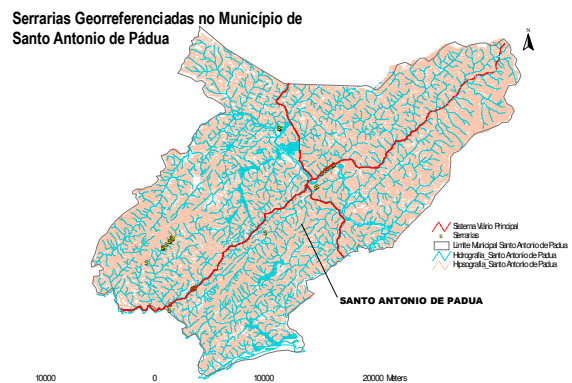 Serrarias Georreferenciadas no Município de
Santo Antonio de Pádua
N
Sistema Viário Principal
s Serrarias
Limite Municipal Santo Antonio de Padua
Hidrografia_Santo Antonio de Padua
Hipsografia_Santo Antonio de Padua
SANTO ANTONIO DE PADUA
10000 0 10000 20000 Meters